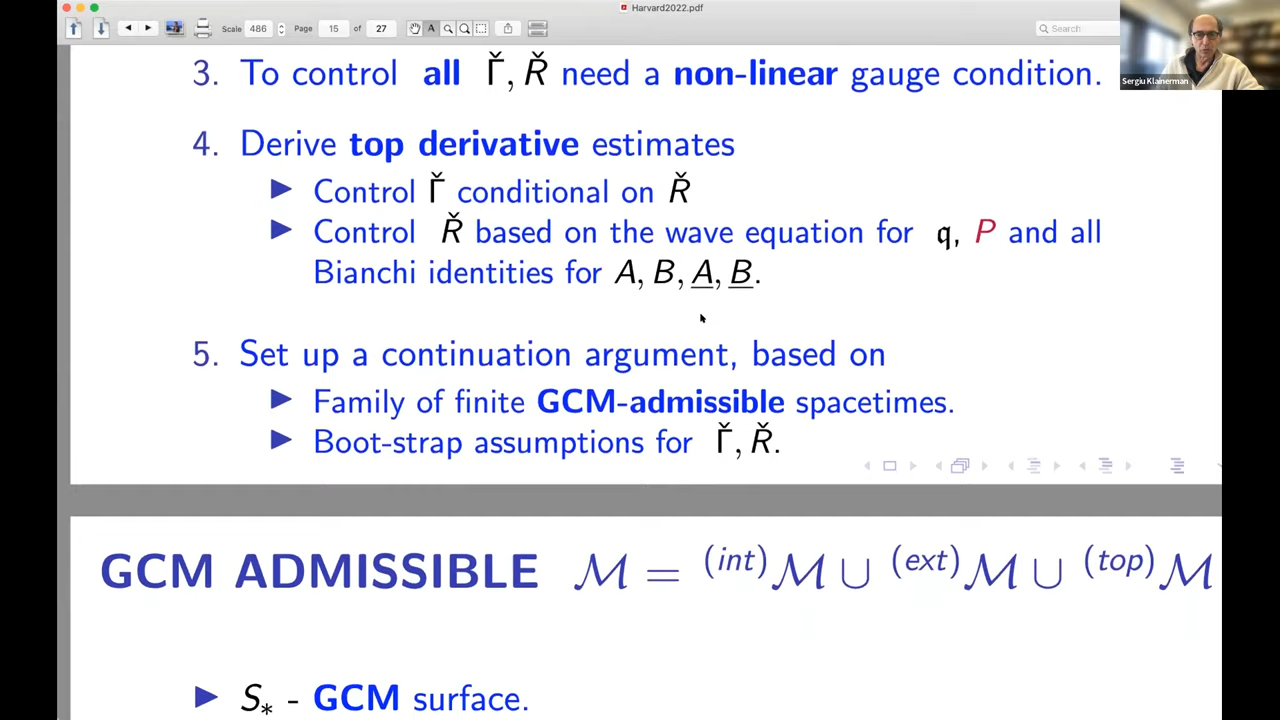 Harvard2022.pdf
Scale 486 Page 15 of 27 Search
Sergiu Klainerman
3. To control all Γ̌, Ř need a non-linear gauge condition.
4. Derive top derivative estimates
▶ Control Γ̌ conditional on Ř
▶ Control Ř based on the wave equation for 𝔮, P and all
Bianchi identities for A, B, A̲, B̲.
5. Set up a continuation argument, based on
▶ Family of finite GCM-admissible spacetimes.
▶ Boot-strap assumptions for Γ̌, Ř.
GCM ADMISSIBLE ℳ = (int)ℳ ∪ (ext)ℳ ∪ (top)ℳ
▶ S∗ - GCM surface.